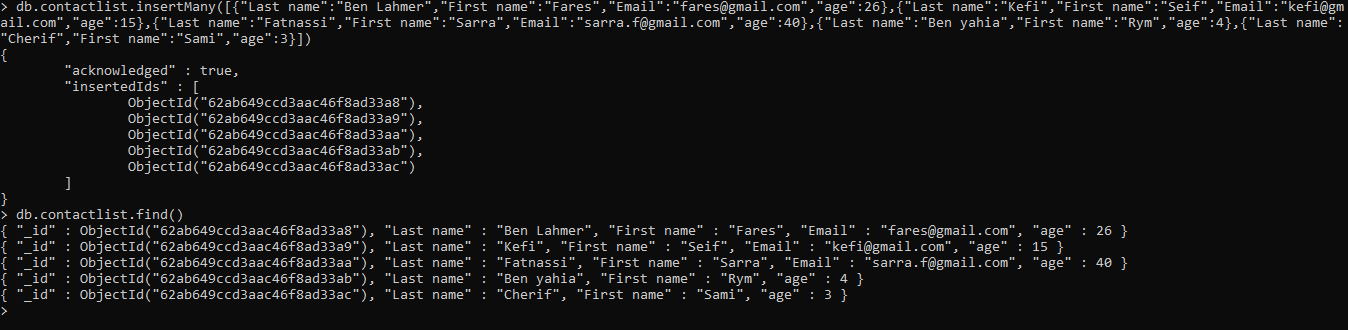 > db.contactlist.insertMany([{"Last name":"Ben Lahmer","First name":"Fares","Email":"fares@gmail.com","age":26},{"Last name":"Kefi","First name":"Seif","Email":"kefi@gm
ail.com","age":15},{"Last name":"Fatnassi","First name":"Sarra","Email":"sarra.f@gmail.com","age":40},{"Last name":"Ben yahia","First name":"Rym","age":4},{"Last name":
"Cherif","First name":"Sami","age":3}])
{
        "acknowledged" : true,
        "insertedIds" : [
                ObjectId("62ab649ccd3aac46f8ad33a8"),
                ObjectId("62ab649ccd3aac46f8ad33a9"),
                ObjectId("62ab649ccd3aac46f8ad33aa"),
                ObjectId("62ab649ccd3aac46f8ad33ab"),
                ObjectId("62ab649ccd3aac46f8ad33ac")
        ]
}
> db.contactlist.find()
{ "_id" : ObjectId("62ab649ccd3aac46f8ad33a8"), "Last name" : "Ben Lahmer", "First name" : "Fares", "Email" : "fares@gmail.com", "age" : 26 }
{ "_id" : ObjectId("62ab649ccd3aac46f8ad33a9"), "Last name" : "Kefi", "First name" : "Seif", "Email" : "kefi@gmail.com", "age" : 15 }
{ "_id" : ObjectId("62ab649ccd3aac46f8ad33aa"), "Last name" : "Fatnassi", "First name" : "Sarra", "Email" : "sarra.f@gmail.com", "age" : 40 }
{ "_id" : ObjectId("62ab649ccd3aac46f8ad33ab"), "Last name" : "Ben yahia", "First name" : "Rym", "age" : 4 }
{ "_id" : ObjectId("62ab649ccd3aac46f8ad33ac"), "Last name" : "Cherif", "First name" : "Sami", "age" : 3 }
>